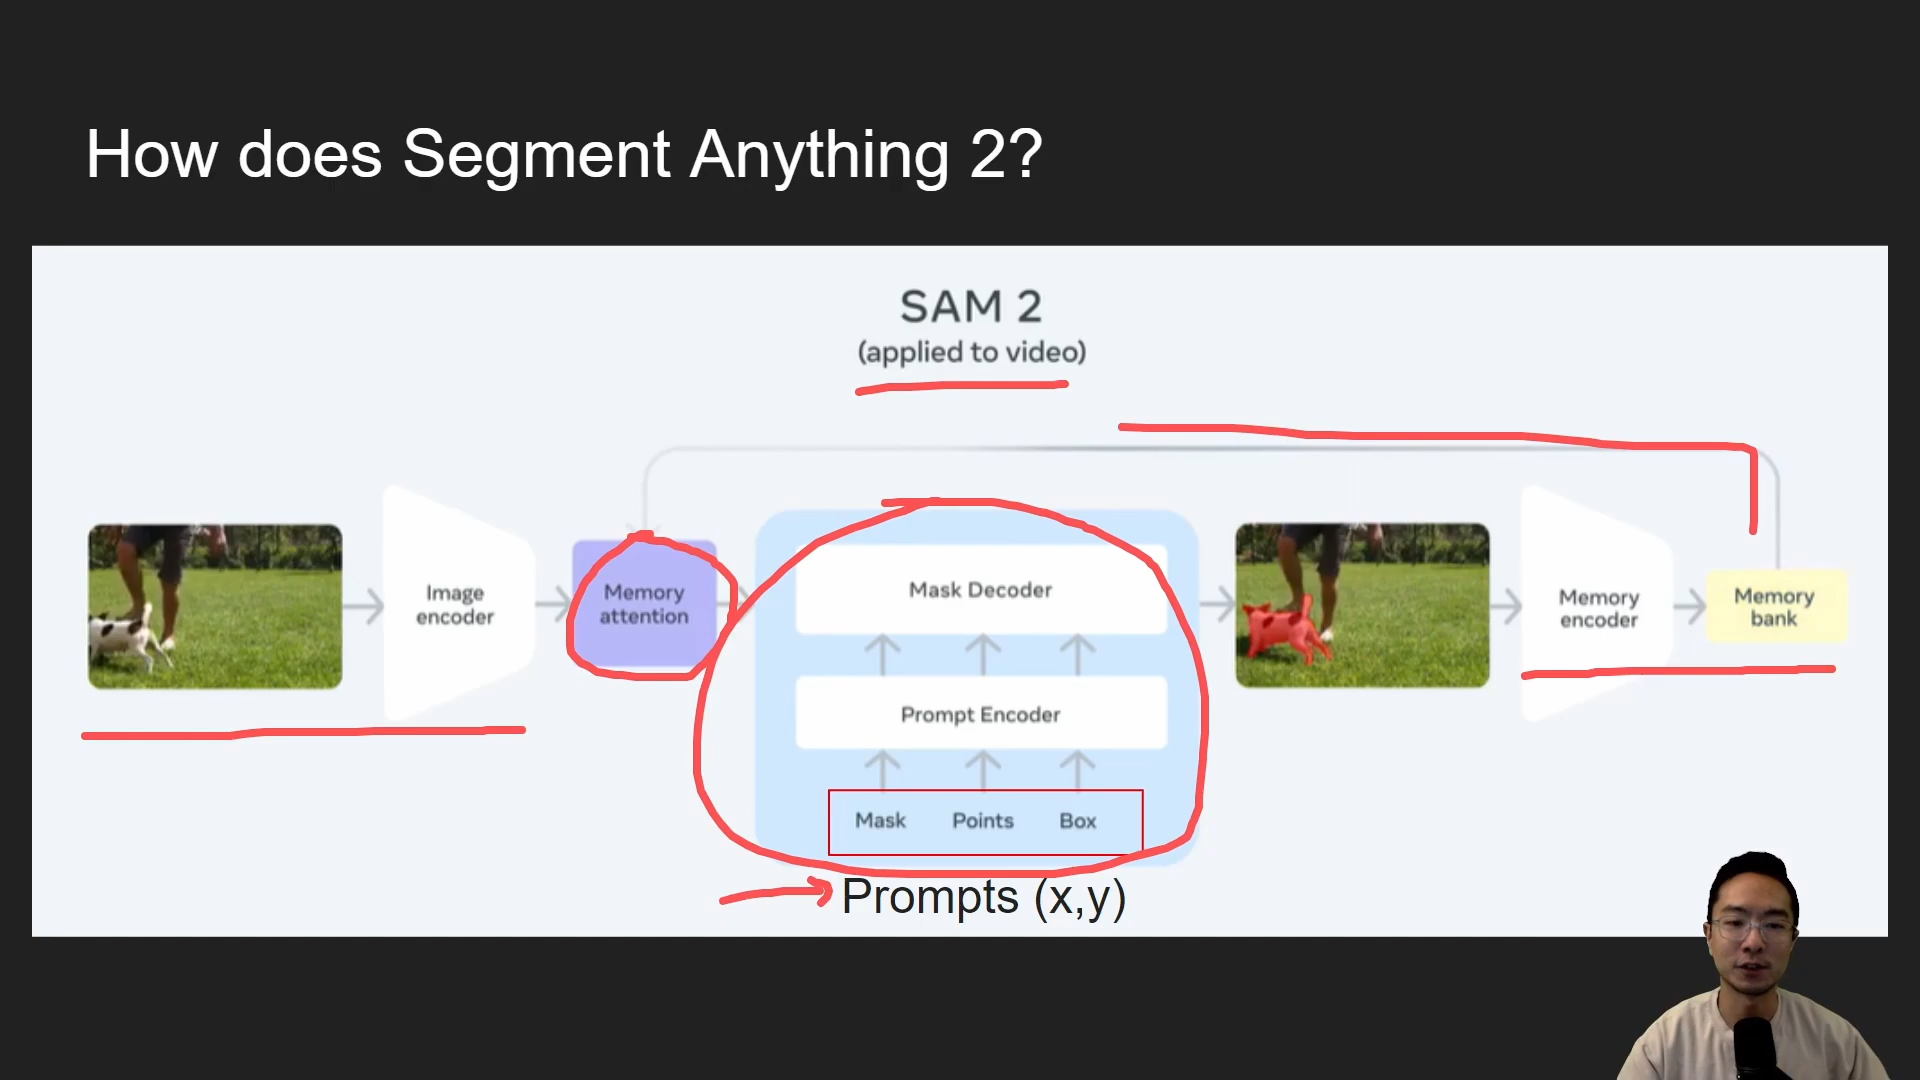 How does Segment Anything 2?
SAM 2
(applied to video)
Image
encoder
Memory
attention
Mask Decoder
Prompt Encoder
Mask Points Box
Prompts (x,y)
Memory
encoder
Memory
bank